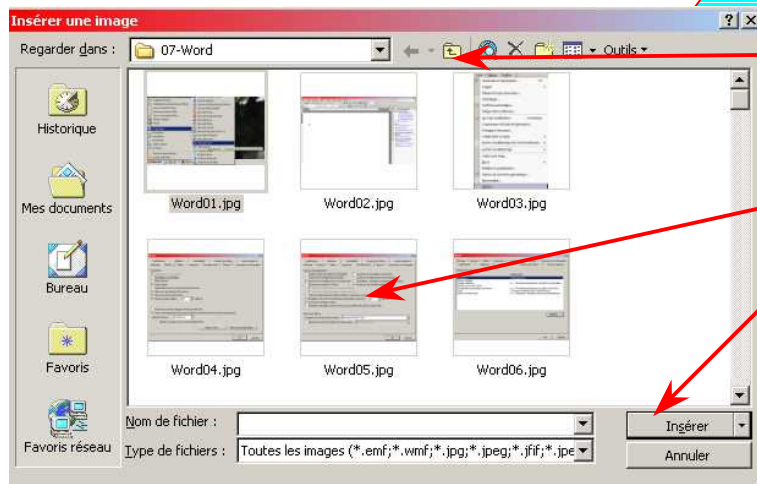 Insérer une image
Regarder dans : 07-Word Outils
Historique
Mes documents
Bureau
Favoris
Favoris réseau
Word01.jpg Word02.jpg Word03.jpg
Word04.jpg Word05.jpg Word06.jpg
Nom de fichier : Insérer
Type de fichiers : Toutes les images (*.emf;*.wmf;*.jpg;*.jpeg;*.jfif;*.jpe Annuler